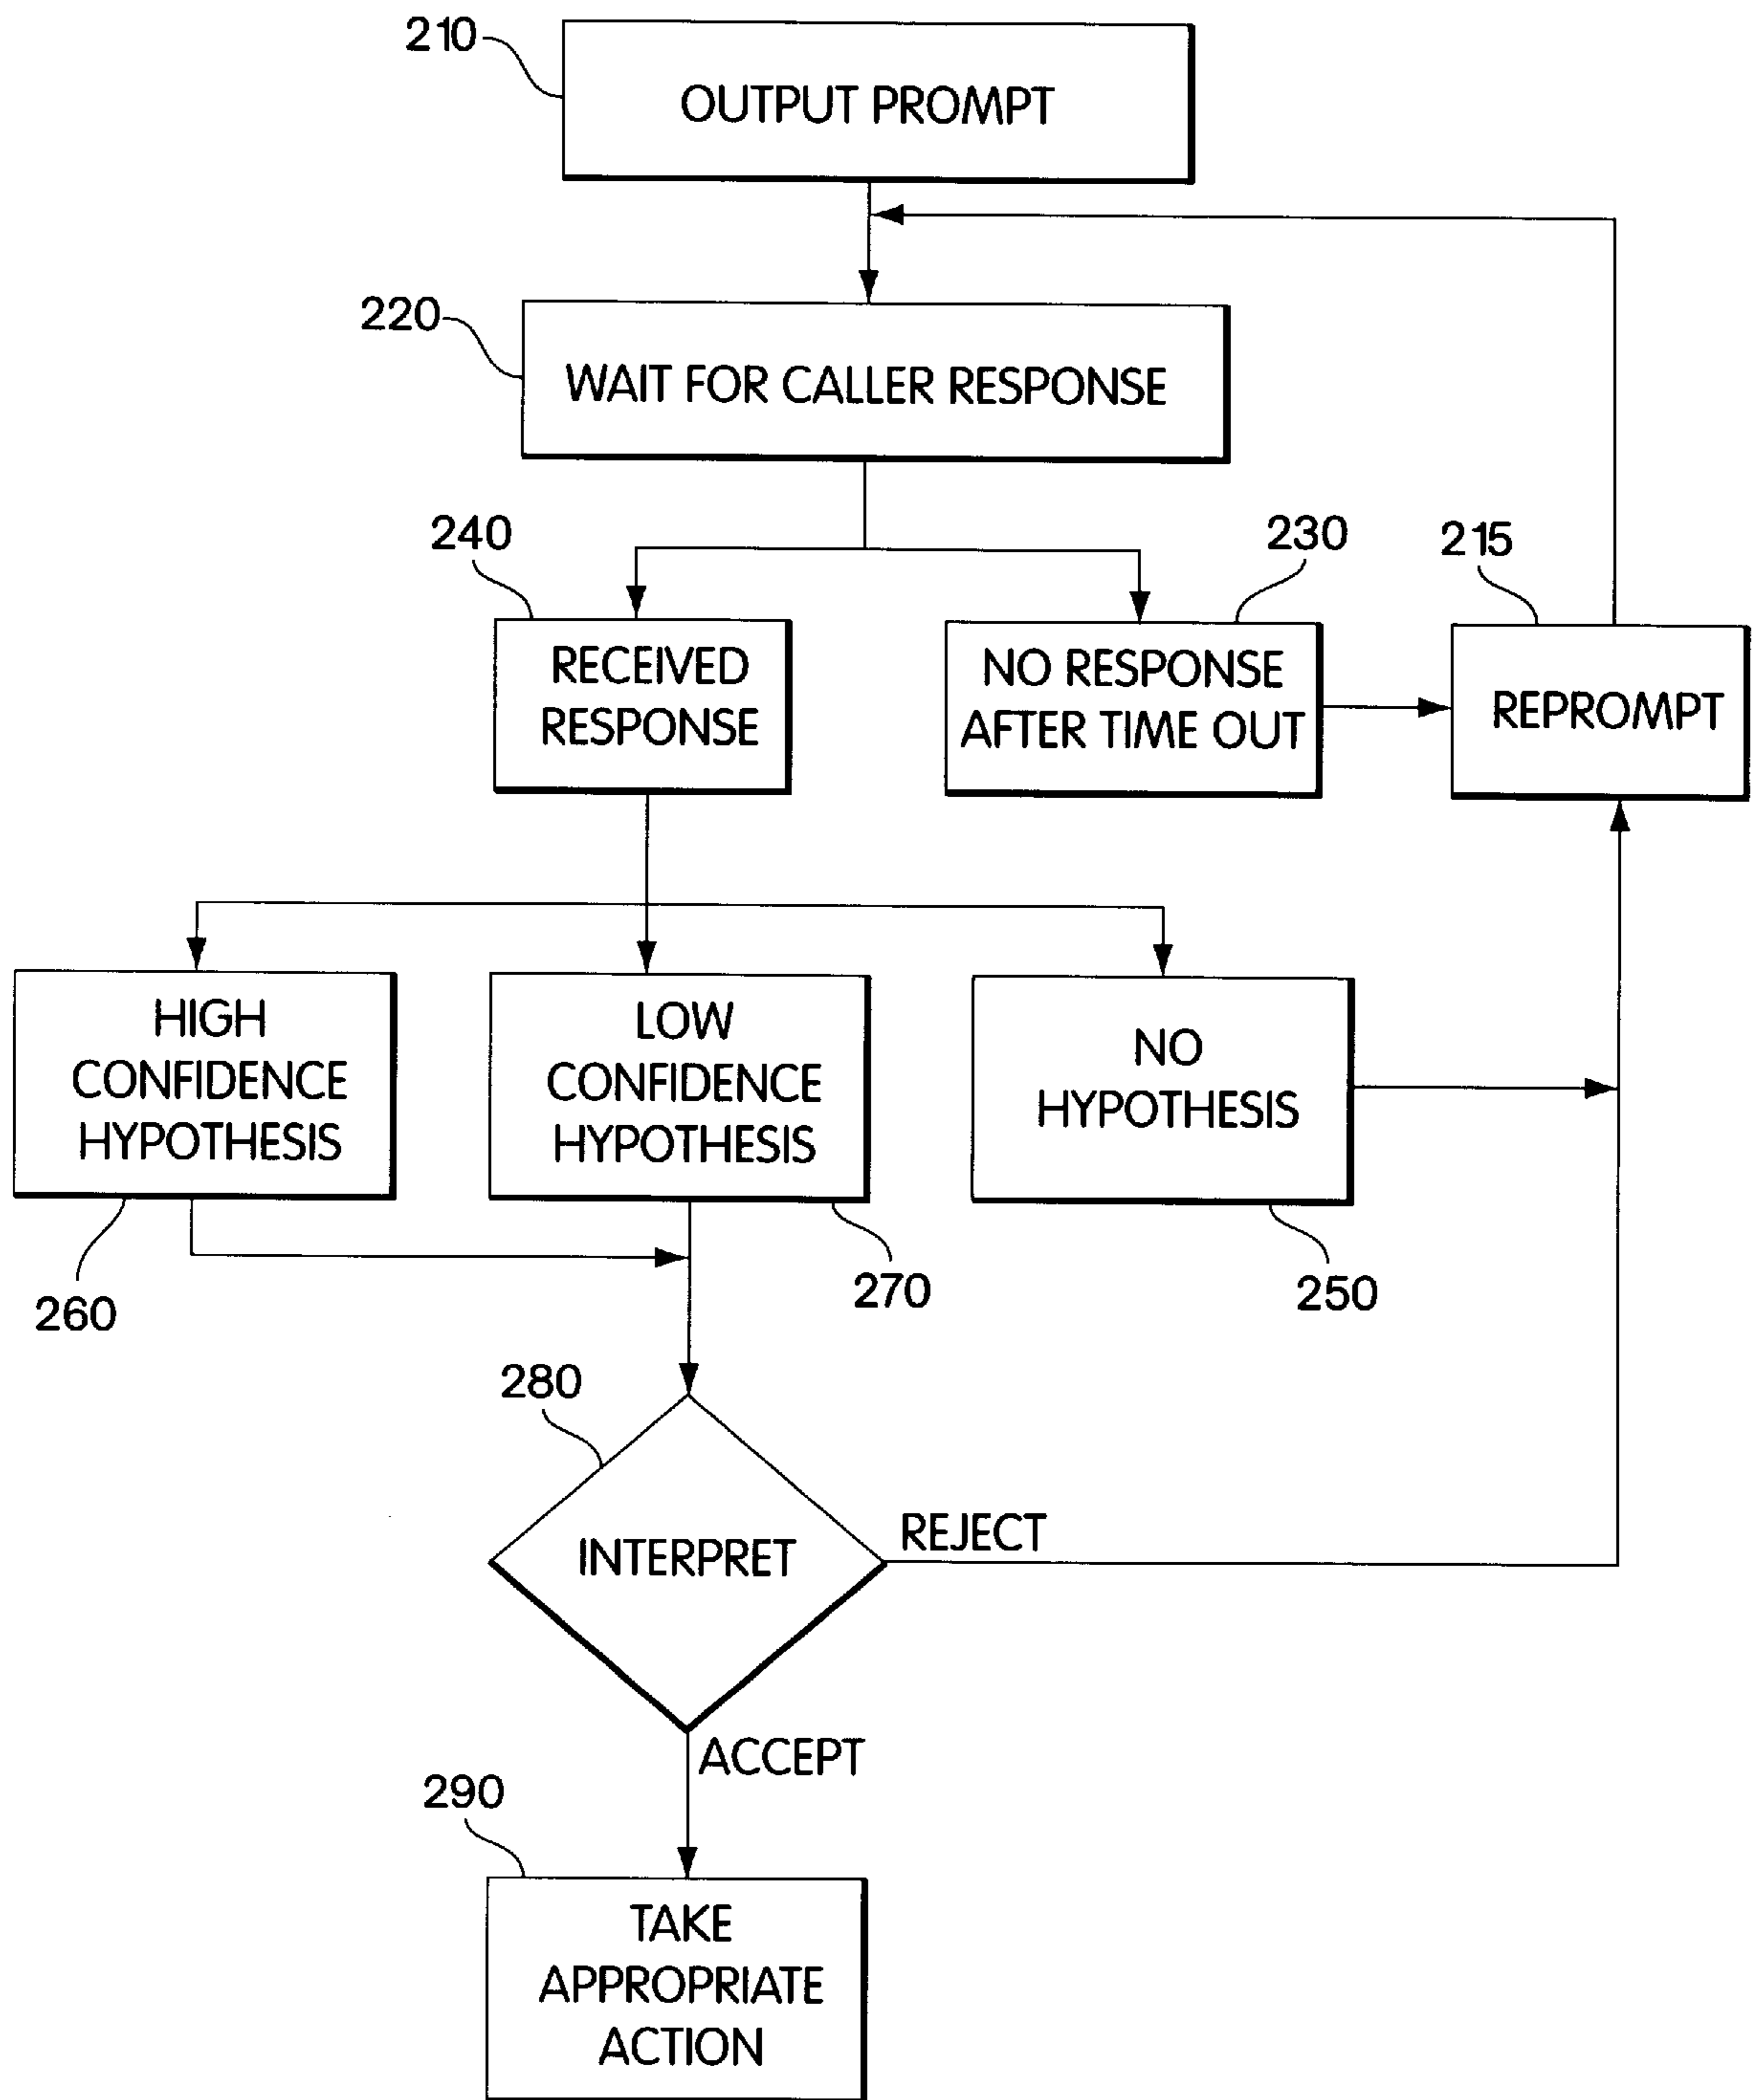 210
OUTPUT PROMPT
220
WAIT FOR CALLER RESPONSE
240
230
215
RECEIVED
RESPONSE
NO RESPONSE
AFTER TIME OUT
REPROMPT
HIGH
CONFIDENCE
HYPOTHESIS
LOW
CONFIDENCE
HYPOTHESIS
NO
HYPOTHESIS
260
270
250
280
INTERPRET
REJECT
ACCEPT
290
TAKE
APPROPRIATE
ACTION